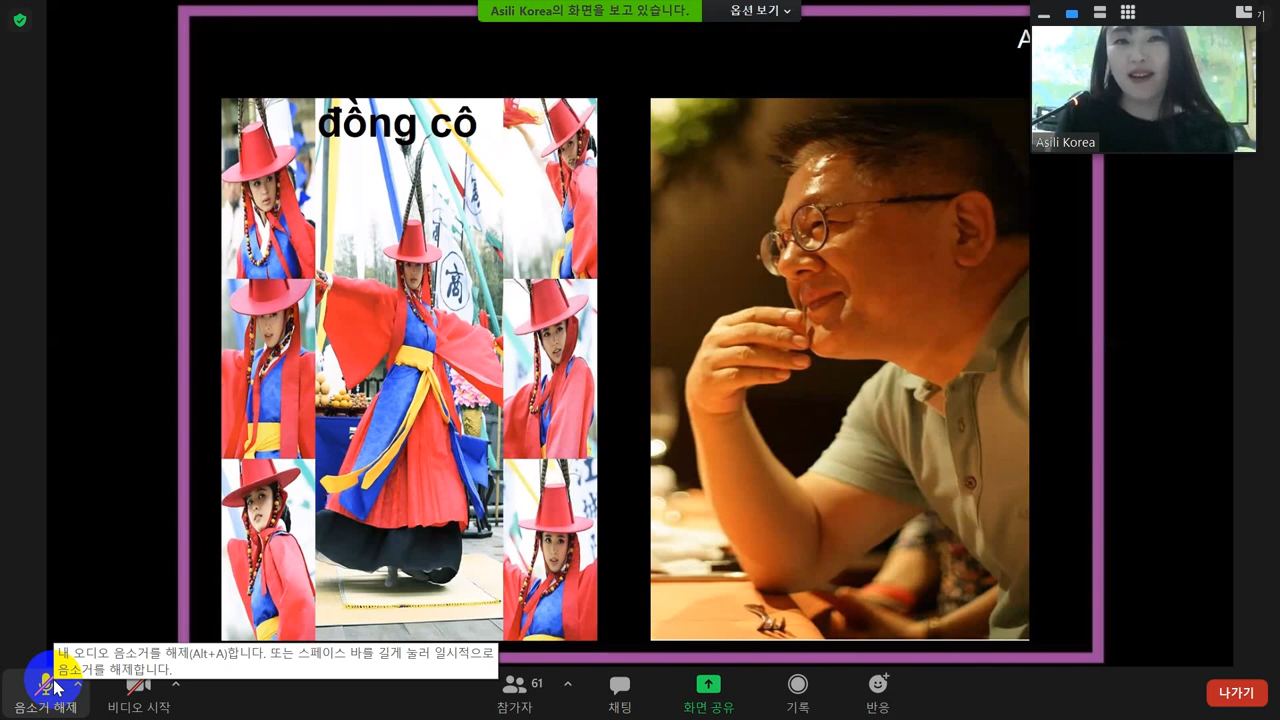 Asili Korea의 화면을 보고 있습니다.
옵션 보기
기
A
Asili Korea
đồng cô
商
내 오디오 음소거를 해제(Alt+A)합니다. 또는 스페이스 바를 길게 눌러 일시적으로
음소거를 해제합니다.
음소거 해제
비디오 시작
61
참가자
채팅
화면 공유
기록
반응
나가기